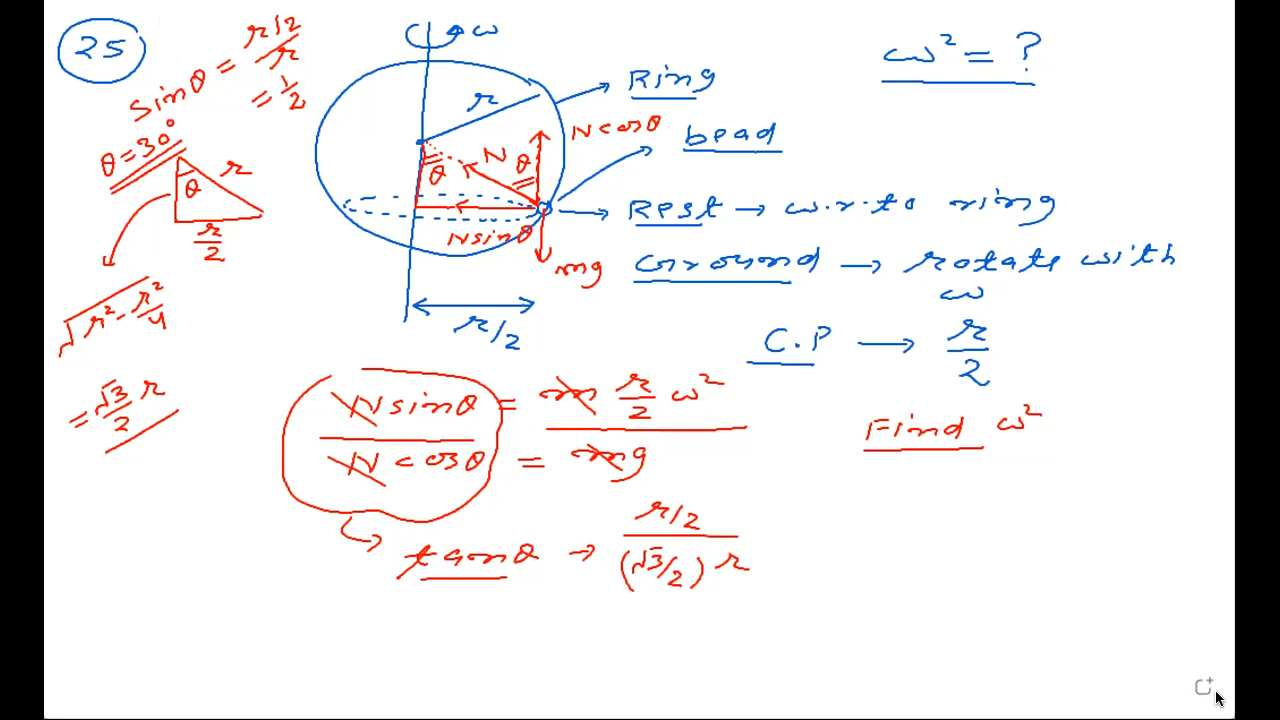 25
sinθ = r/2 / r
= 1/2
θ = 30°
θ
r
r/2
√r² - r²/4
= √3/2 r
ω
r
θ
N
θ
N cosθ
N sinθ
mg
r/2
Ring
bead
Rest → w.r.to ring
Ground → rotate with
ω
C.P → r/2
ω² = ?
Find ω²
N sinθ = m r/2 ω²
N cosθ = mg
↳ tanθ → r/2 / (√3/2) r